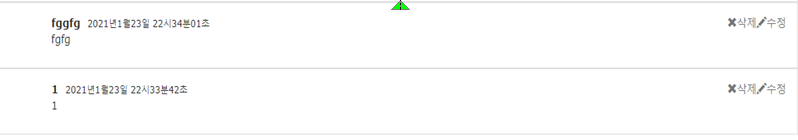 fggfg 2021년1월23일 22시34분01초 삭제 수정
fgfg
1 2021년1월23일 22시33분42초 삭제 수정
1